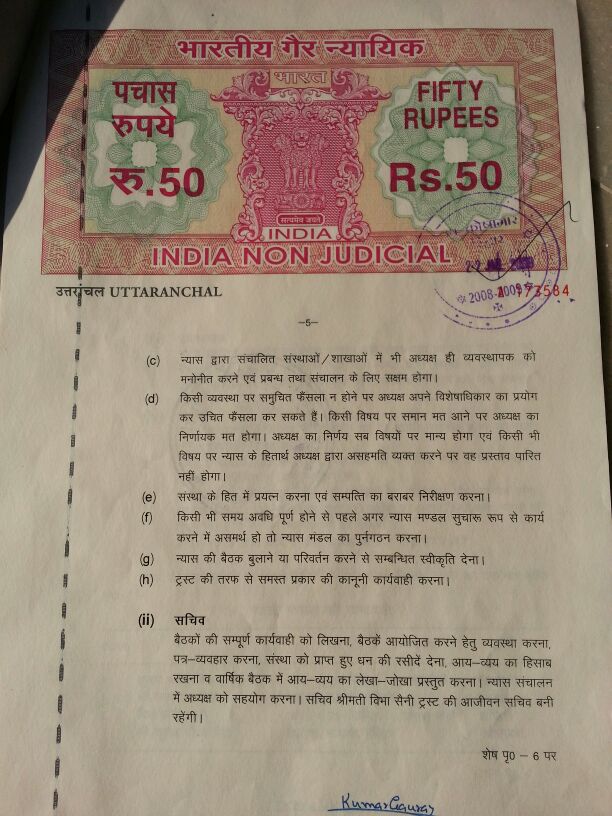 भारतीय गैर न्यायिक
भारत
पचास
रुपये
रु.50
FIFTY
RUPEES
Rs.50
सत्यमेव जयते
INDIA
INDIA NON JUDICIAL
2008-2009
उत्तरांचल UTTARANCHAL
773584
–5–
(c) न्यास द्वारा संचालित संस्थाओं/शाखाओं में भी अध्यक्ष ही व्यवस्थापक को
मनोनीत करने एवं प्रबन्ध तथा संचालन के लिए सक्षम होगा।
(d) किसी व्यवस्था पर समुचित फैंसला न होने पर अध्यक्ष अपने विशेषाधिकार का प्रयोग
कर उचित फैंसला कर सकते हैं। किसी विषय पर समान मत आने पर अध्यक्ष का
निर्णायक मत होगा। अध्यक्ष का निर्णय सब विषयों पर मान्य होगा एवं किसी भी
विषय पर न्यास के हितार्थ अध्यक्ष द्वारा असहमति व्यक्त करने पर वह प्रस्ताव पारित
नहीं होगा।
(e) संस्था के हित में प्रयत्न करना एवं सम्पत्ति का बराबर निरीक्षण करना।
(f) किसी भी समय अवधि पूर्ण होने से पहले अगर न्यास मण्डल सुचारू रूप से कार्य
करने में असमर्थ हो तो न्यास मंडल का पुर्नगठन करना।
(g) न्यास की बैठक बुलाने या परिवर्तन करने से सम्बन्धित स्वीकृति देना।
(h) ट्रस्ट की तरफ से समस्त प्रकार की कानूनी कार्यवाही करना।
(ii) सचिव
बैठकों की सम्पूर्ण कार्यवाही को लिखना, बैठकें आयोजित करने हेतु व्यवस्था करना,
पत्र–व्यवहार करना, संस्था को प्राप्त हुए धन की रसीदें देना, आय–व्यय का हिसाब
रखना व वार्षिक बैठक में आय–व्यय का लेखा–जोखा प्रस्तुत करना। न्यास संचालन
में अध्यक्ष को सहयोग करना। सचिव श्रीमती विभा सैनी ट्रस्ट की आजीवन सचिव बनी
रहेंगी।
शेष पृ0 – 6 पर
KumarGaurav